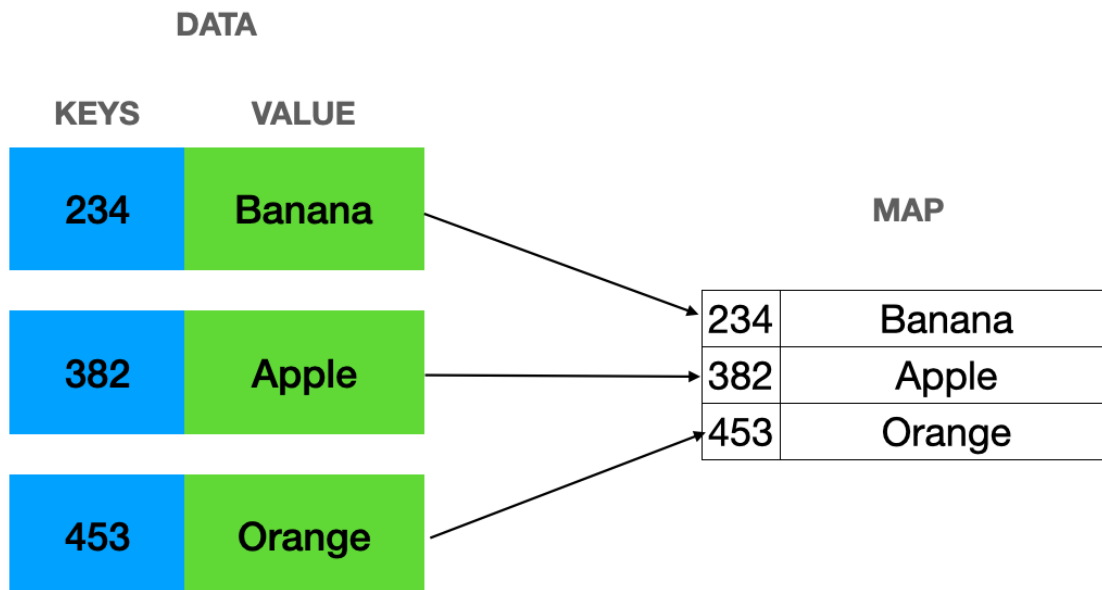 DATA
KEYS VALUE
234 Banana
382 Apple
453 Orange
MAP
234 Banana
382 Apple
453 Orange